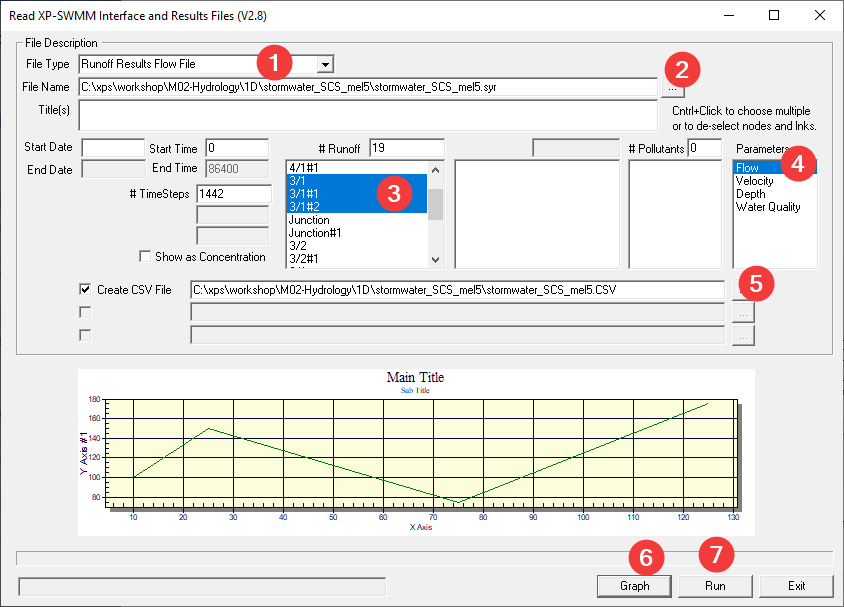 Read XP-SWMM Interface and Results Files (V2.8)
File Description
File Type Runoff Results Flow File 1
File Name C:\xps\workshop\M02-Hydrology\1D\stormwater_SCS_mel5\stormwater_SCS_mel5.syr ... 2
Title(s)
Cntrl+Click to choose multiple
or to de-select nodes and lnks.
Start Date Start Time 0 # Runoff 19 # Pollutants 0 Parameters
End Date End Time 86400
# TimeSteps 1442
Show as Concentration
4/1#1
3/1
3/1#1
3/1#2
Junction
Junction#1
3/2
3/2#1
3
Flow
Velocity
Depth
Water Quality
4
Create CSV File C:\xps\workshop\M02-Hydrology\1D\stormwater_SCS_mel5\stormwater_SCS_mel5.CSV 5
...
...
Main Title
Sub Title
Y Axis #1
180
160
140
120
100
80
10 20 30 40 50 60 70 80 90 100 110 120 130
X Axis
6 7
Graph Run Exit